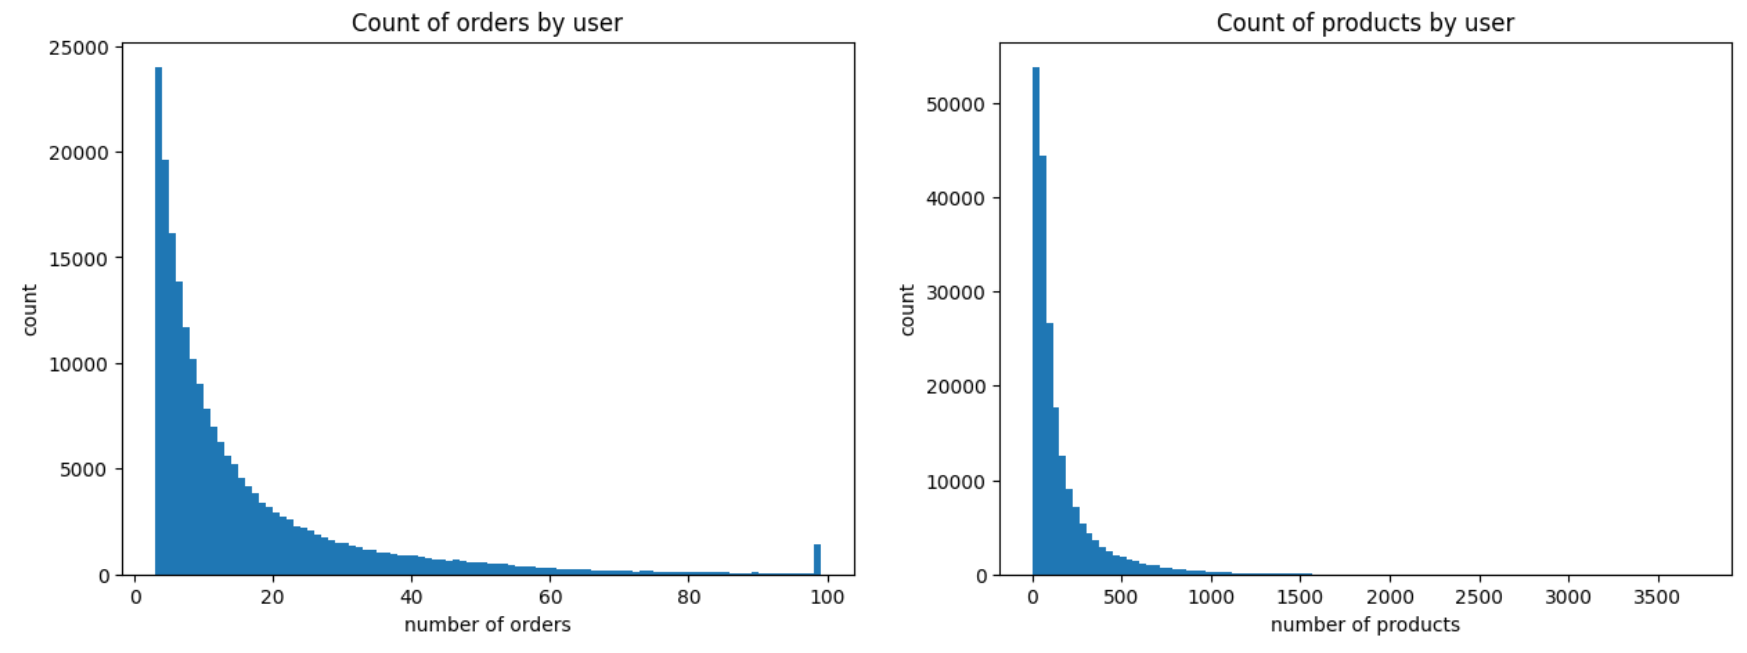 Count of orders by user
25000
20000
15000
10000
5000
0
count
0 20 40 60 80 100
number of orders
Count of products by user
50000
40000
30000
20000
10000
0
count
0 500 1000 1500 2000 2500 3000 3500
number of products